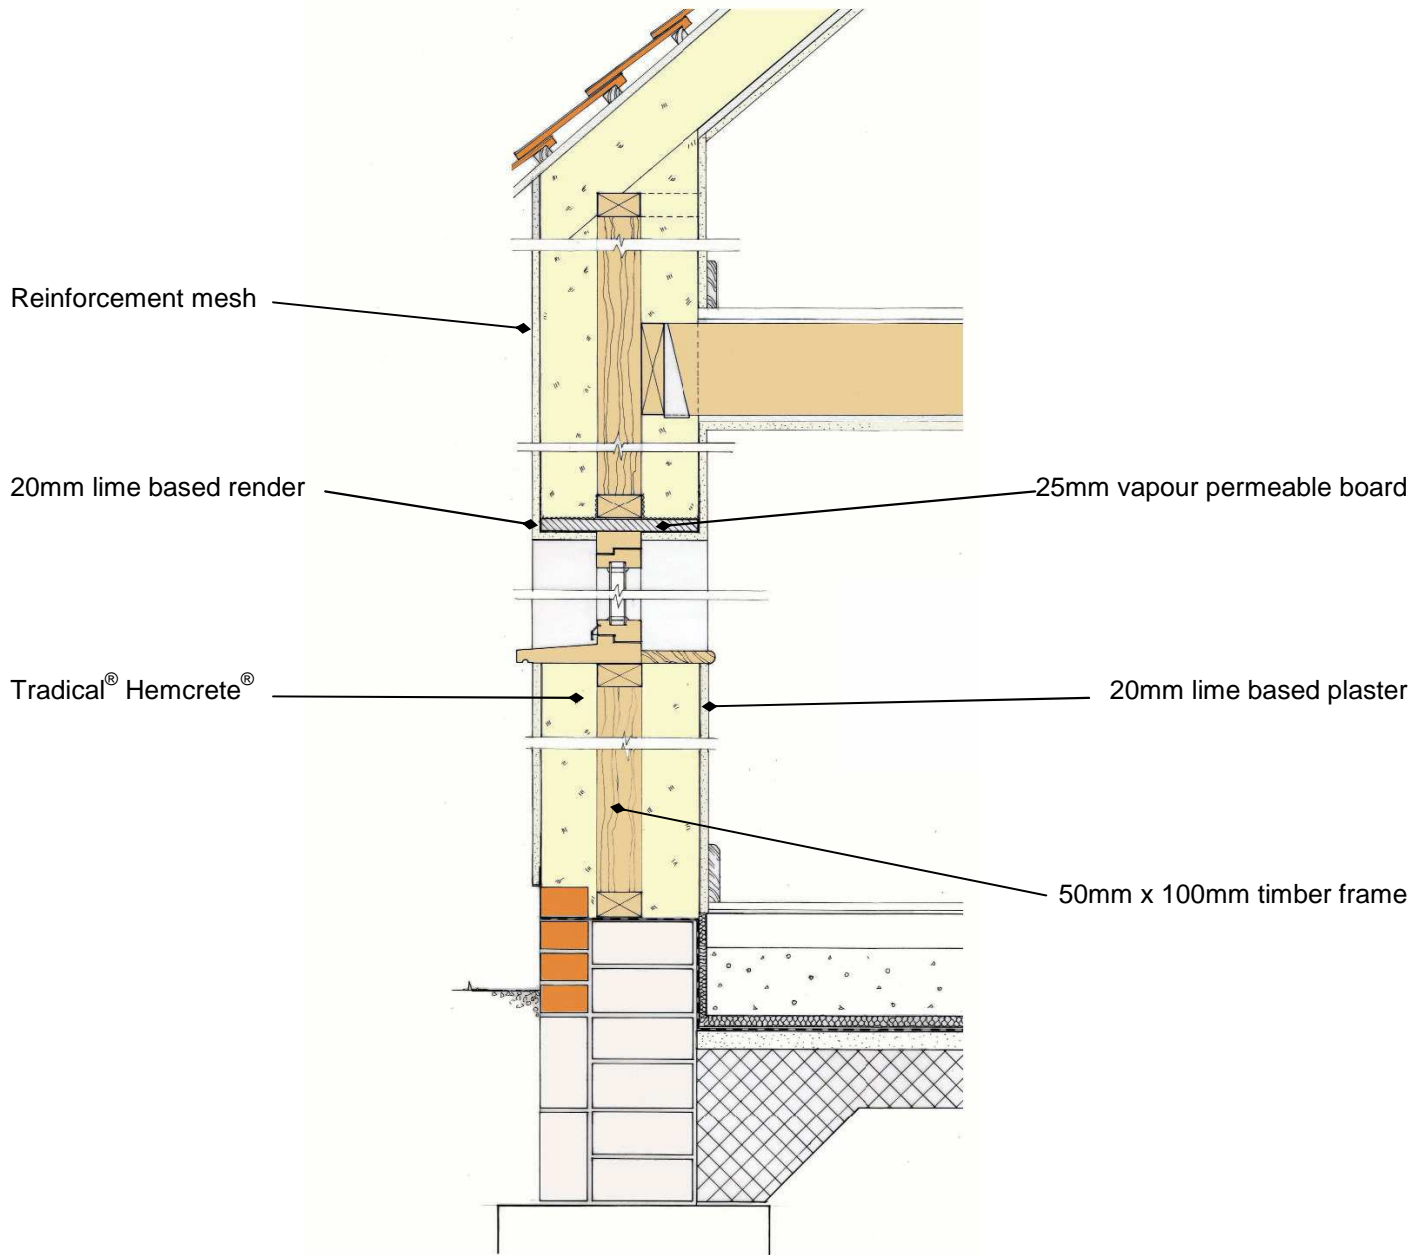 Reinforcement mesh
20mm lime based render
25mm vapour permeable board
Tradical® Hemcrete®
20mm lime based plaster
50mm x 100mm timber frame